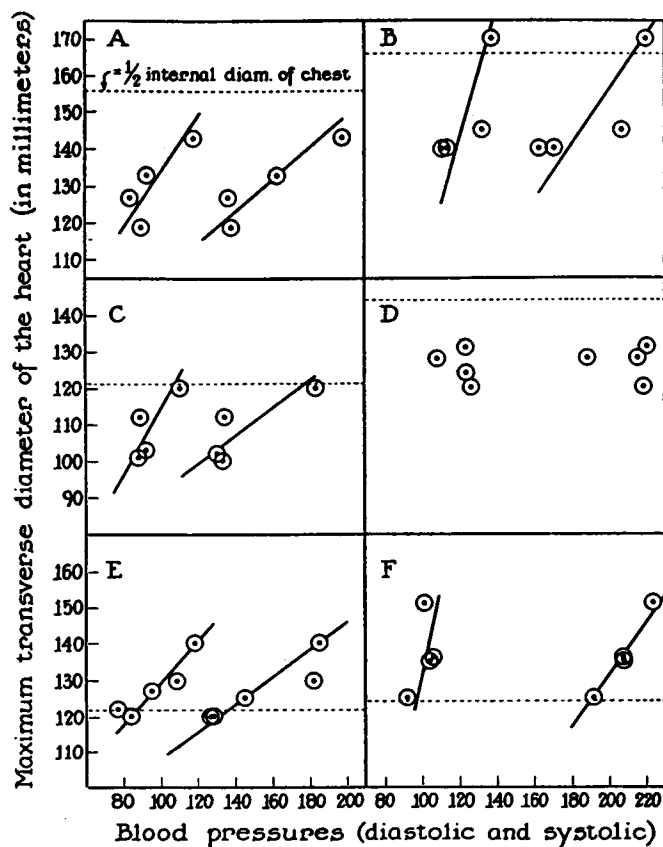 Maximum transverse diameter of the heart (in millimeters)
170
160
150
140
130
120
110
A
ʃ = 1/2 internal diam. of chest
B
140
130
120
110
100
90
C
D
160
150
140
130
120
110
E
F
80 100 120 140 160 180 200
100 120 140 160 180 200 220
Blood pressures (diastolic and systolic)